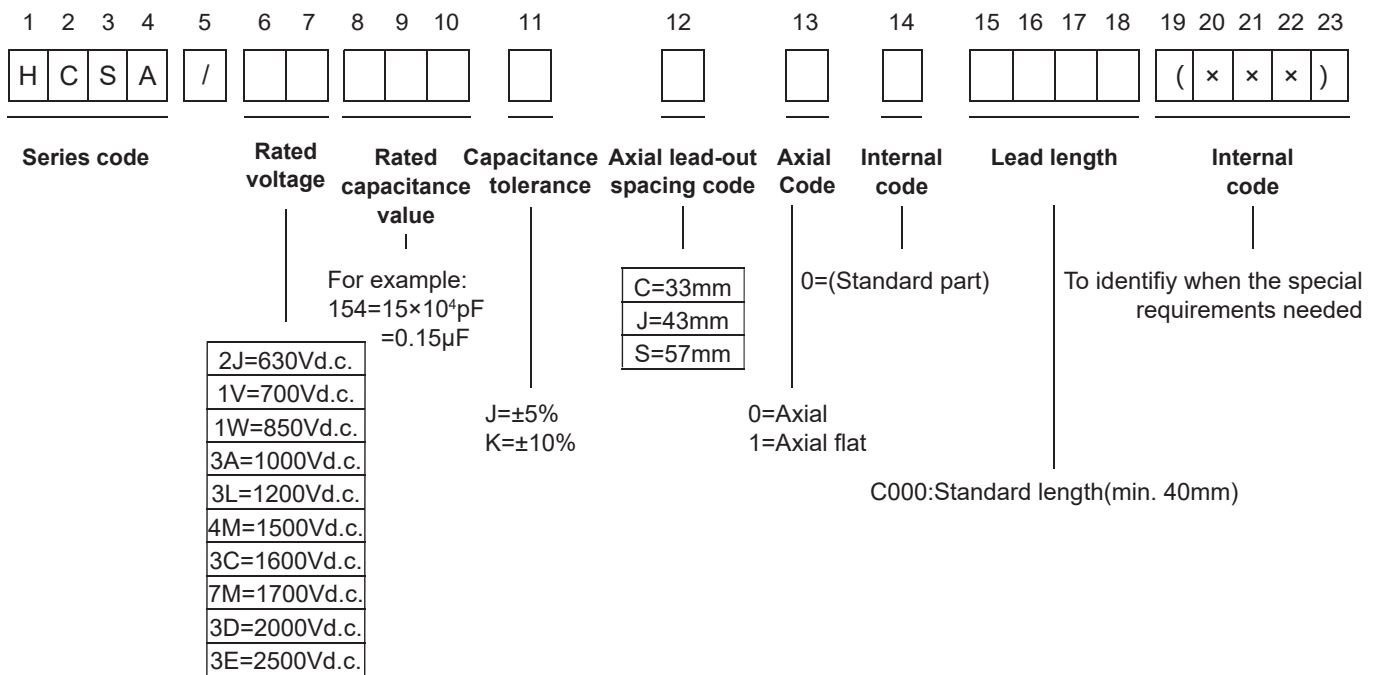 1 2 3 4 5 6 7 8 9 10 11 12 13 14 15 16 17 18 19 20 21 22 23
H C S A / ( × × × )
Series code
Rated
voltage
Rated
capacitance
value
Capacitance
tolerance
Axial lead-out
spacing code
Axial
Code
Internal
code
Lead length
Internal
code
For example:
154=15×10⁴pF
=0.15µF
2J=630Vd.c.
1V=700Vd.c.
1W=850Vd.c.
3A=1000Vd.c.
3L=1200Vd.c.
4M=1500Vd.c.
3C=1600Vd.c.
7M=1700Vd.c.
3D=2000Vd.c.
3E=2500Vd.c.
J=±5%
K=±10%
C=33mm
J=43mm
S=57mm
0=Axial
1=Axial flat
0=(Standard part)
C000:Standard length(min. 40mm)
To identifiy when the special
requirements needed